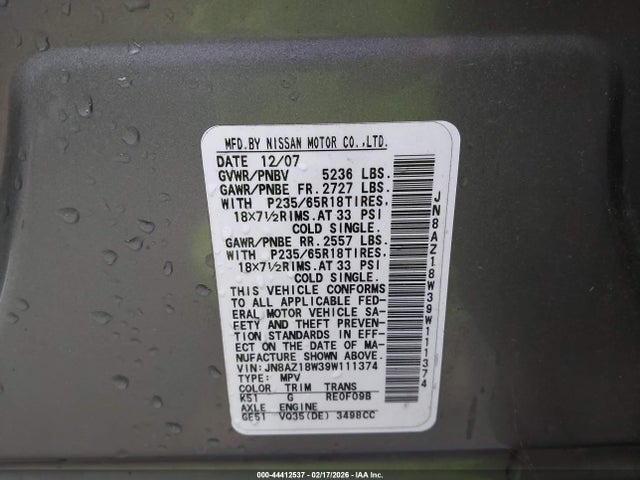 MFD.BY NISSAN MOTOR CO.,LTD.
DATE 12/07
GVWR/PNBV 5236 LBS.
GAWR/PNBE FR. 2727 LBS.
WITH P235/65R18TIRES,
18X7½RIMS.AT 33 PSI
COLD SINGLE.
GAWR/PNBE RR. 2557 LBS.
WITH P235/65R18TIRES,
18X7½RIMS.AT 33 PSI
COLD SINGLE.
THIS VEHICLE CONFORMS
TO ALL APPLICABLE FED-
ERAL MOTOR VEHICLE SA-
FETY AND THEFT PREVEN-
TION STANDARDS IN EFF-
ECT ON THE DATE OF MA-
NUFACTURE SHOWN ABOVE.
VIN: JN8AZ18W39W111374
TYPE: MPV
COLOR TRIM TRANS
K51 G RE0F09B
AXLE ENGINE
GE51 VQ35(DE) 3498CC
JN8AZ18W39W111374
000-44412537 - 02/17/2026 - IAA Inc.